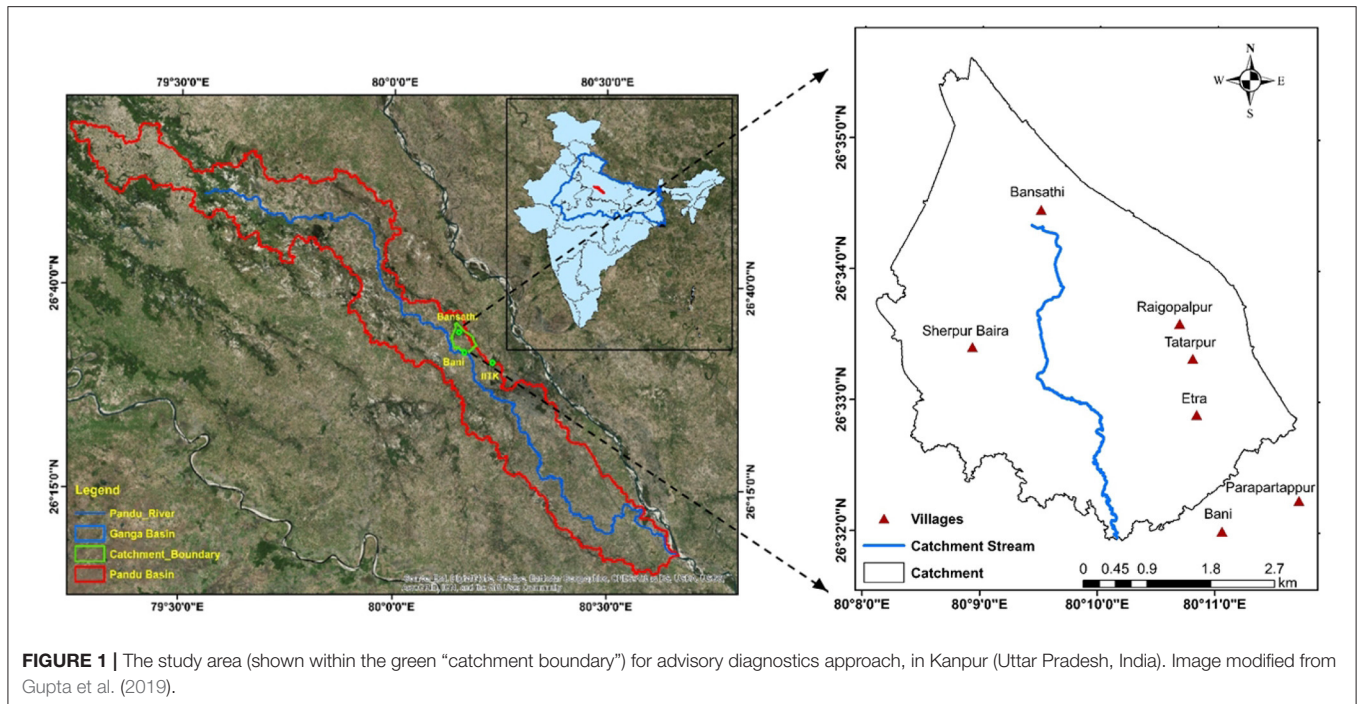 79°30'0"E
80°0'0"E
80°30'0"E
26°40'0"N
26°15'0"N
26°40'0"N
26°15'0"N
Bansathi
Bani
IITK
Legend
Pandu_River
Ganga Basin
Catchment_Boundary
Pandu Basin
79°30'0"E
80°0'0"E
80°30'0"E
N
W E
S
26°35'0"N
26°34'0"N
26°33'0"N
26°32'0"N
Bansathi
Raigopalpur
Sherpur Baira
Tatarpur
Etra
Parapartappur
Bani
Villages
Catchment Stream
Catchment
0 0.45 0.9 1.8 2.7
km
80°8'0"E 80°9'0"E 80°10'0"E 80°11'0"E
FIGURE 1 | The study area (shown within the green “catchment boundary”) for advisory diagnostics approach, in Kanpur (Uttar Pradesh, India). Image modified from
Gupta et al. (2019).